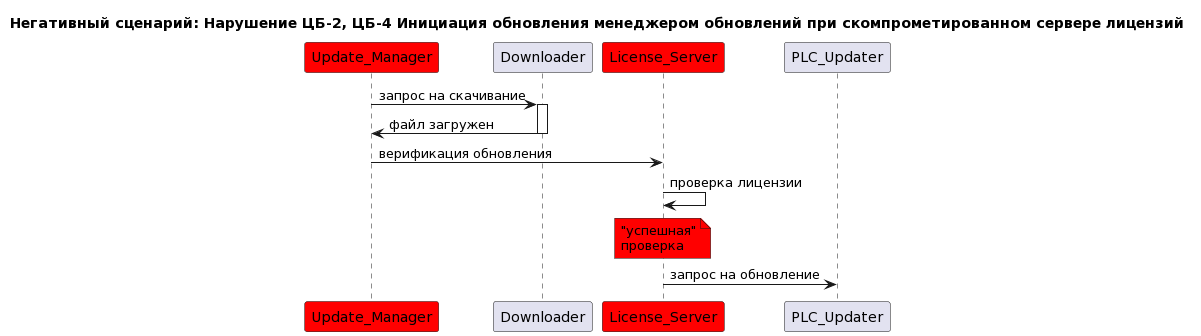 Негативный сценарий: Нарушение ЦБ-2, ЦБ-4 Инициация обновления менеджером обновлений при скомпрометированном сервере лицензий
Update_Manager Downloader License_Server PLC_Updater
запрос на скачивание
файл загружен
верификация обновления
проверка лицензии
"успешная"
проверка
запрос на обновление
Update_Manager Downloader License_Server PLC_Updater